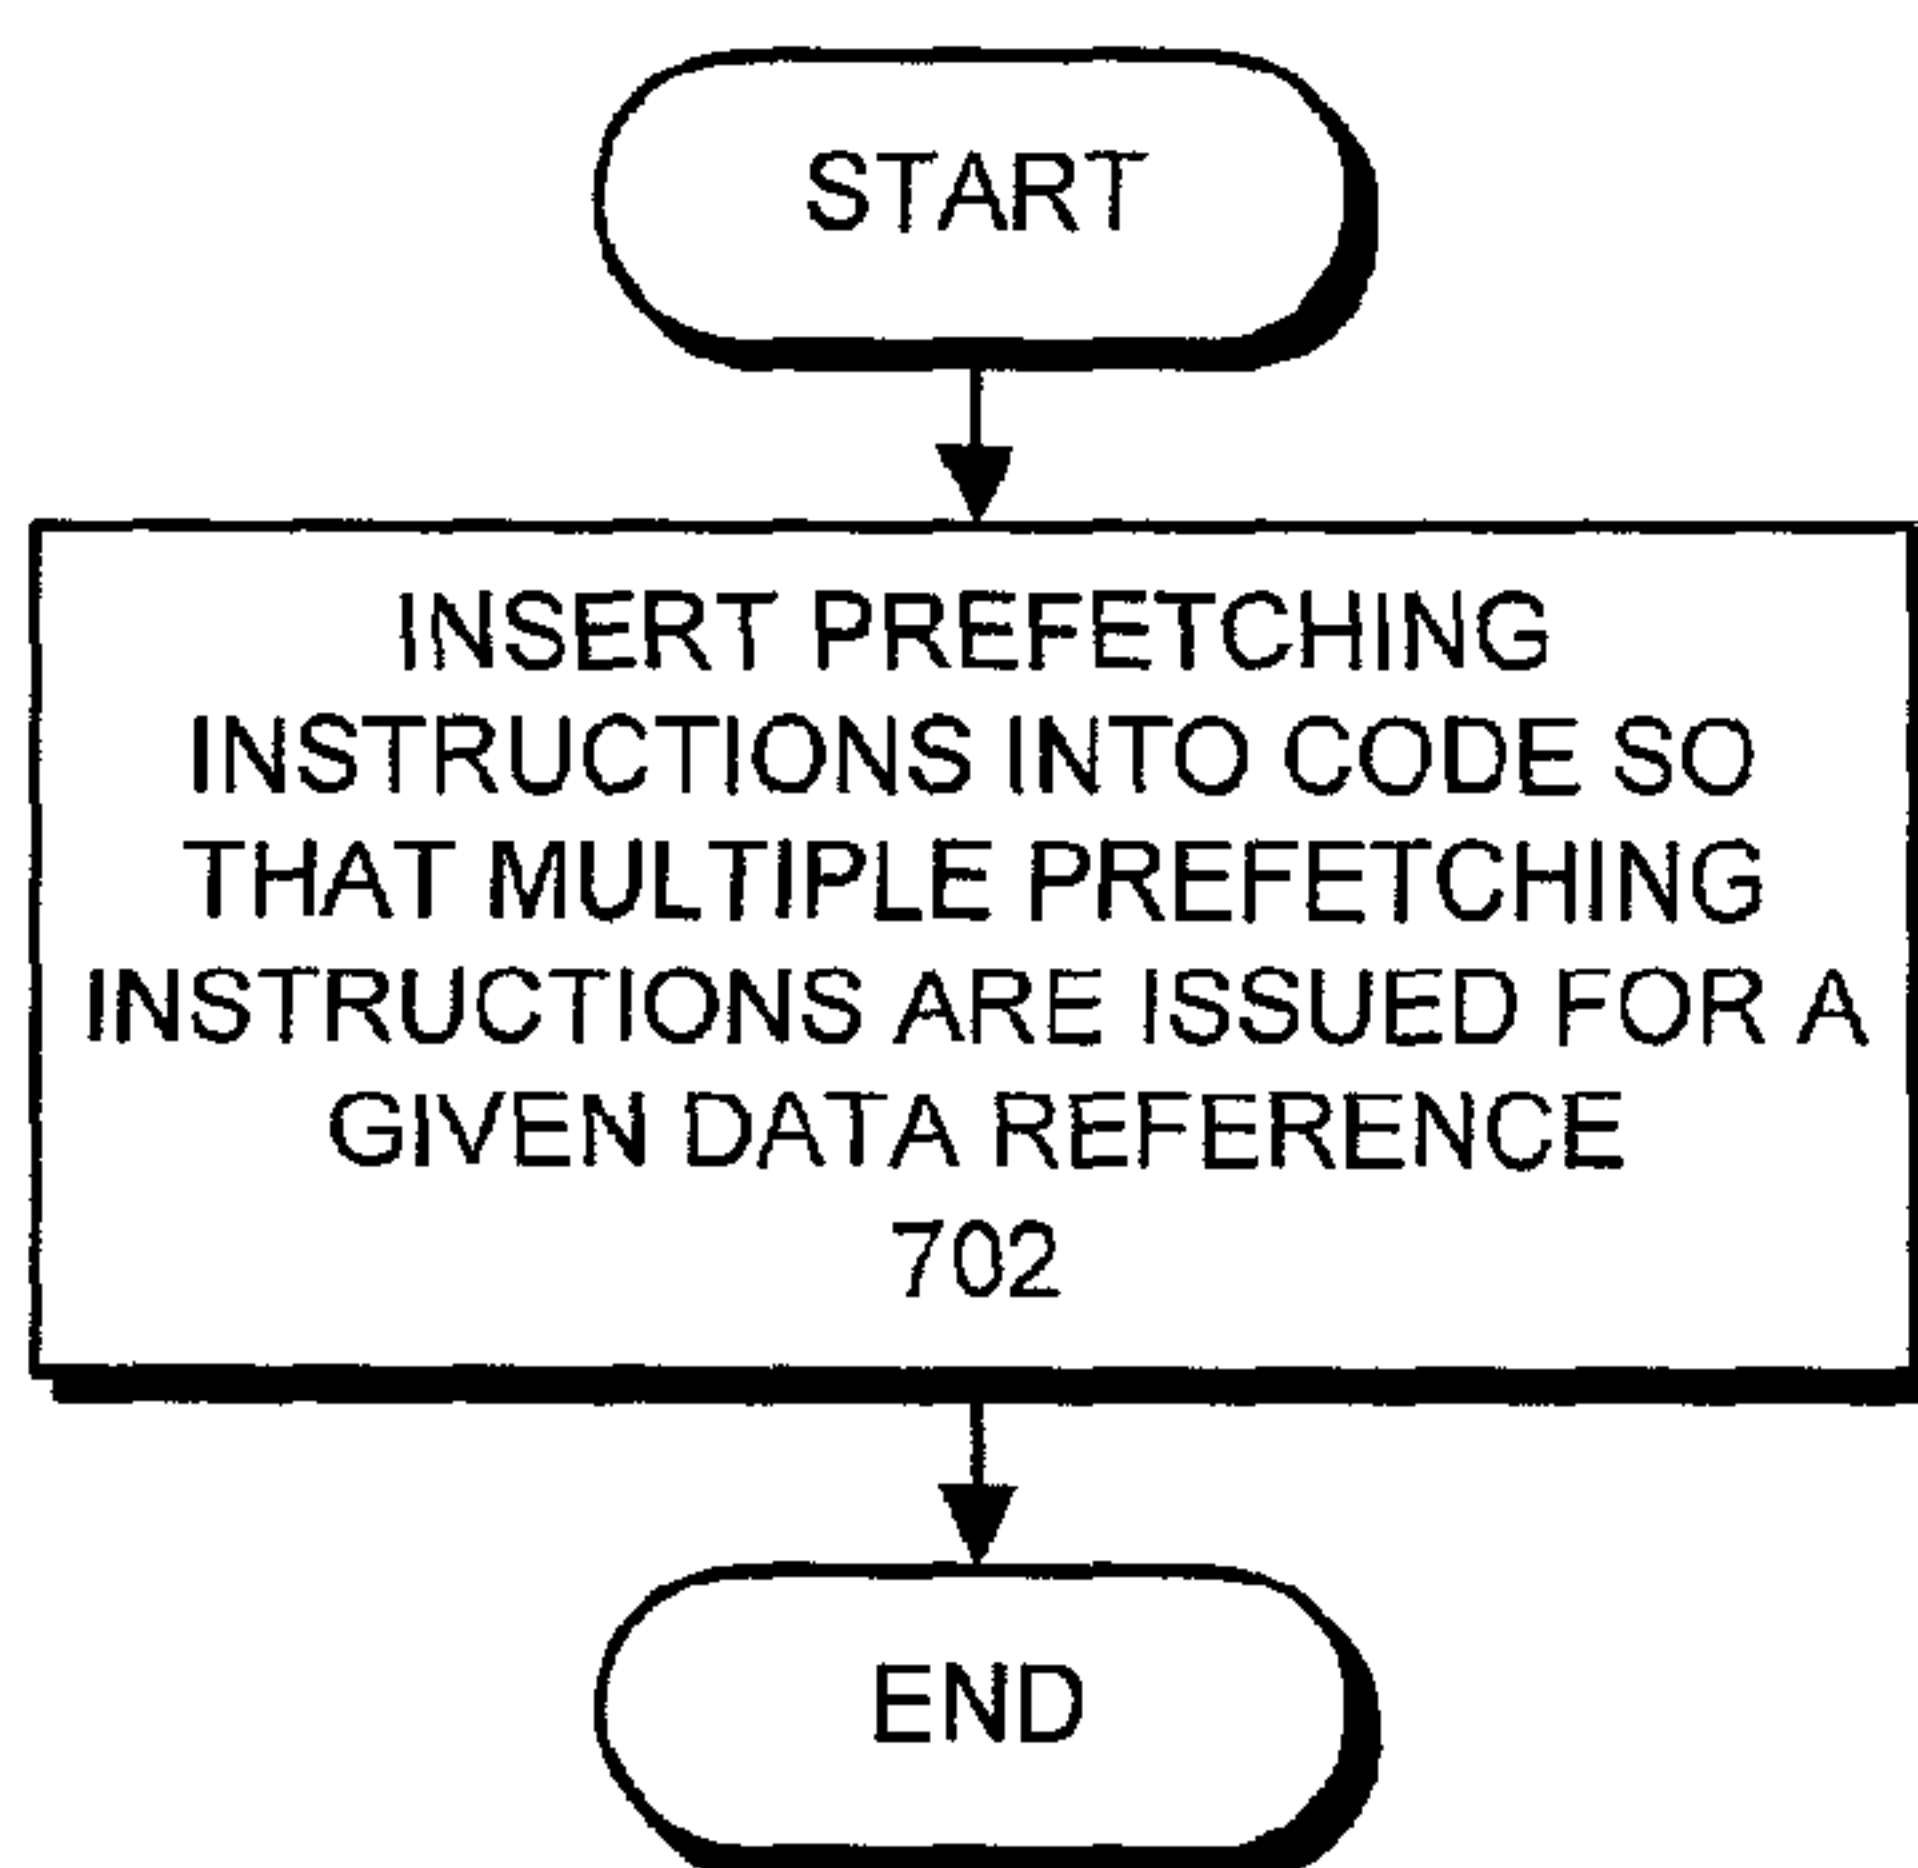 START
INSERT PREFETCHING
INSTRUCTIONS INTO CODE SO
THAT MULTIPLE PREFETCHING
INSTRUCTIONS ARE ISSUED FOR A
GIVEN DATA REFERENCE
702
END